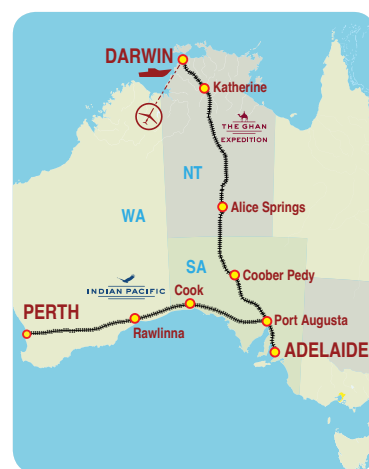 DARWIN
Katherine
THE GHAN
EXPEDITION
NT
Alice Springs
WA
SA
Coober Pedy
INDIAN PACIFIC
Cook
PERTH
Port Augusta
Rawlinna
ADELAIDE